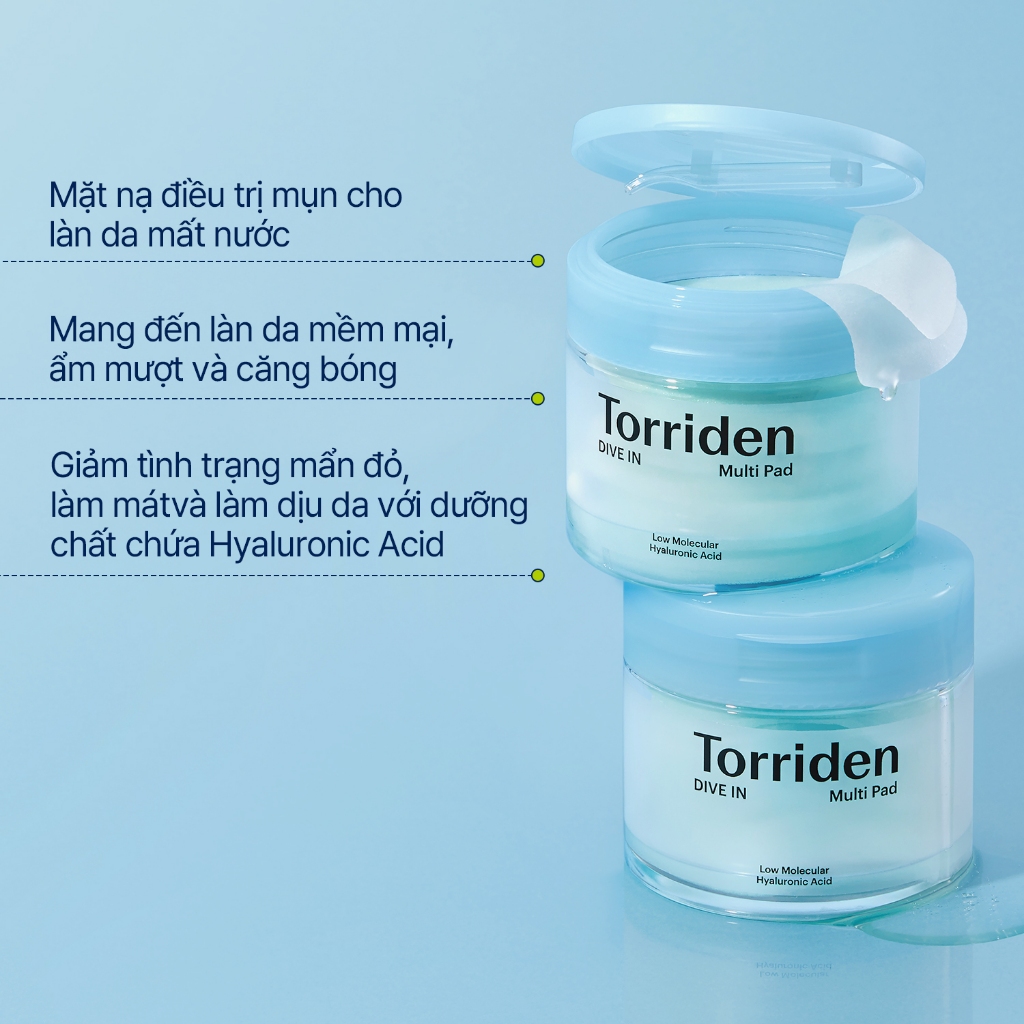 Mặt nạ điều trị mụn cho
làn da mất nước
Mang đến làn da mềm mại,
ẩm mượt và căng bóng
Giảm tình trạng mẩn đỏ,
làm mátvà làm dịu da với dưỡng
chất chứa Hyaluronic Acid
Torriden
DIVE IN
Multi Pad
Low Molecular
Hyaluronic Acid
Torriden
DIVE IN
Multi Pad
Low Molecular
Hyaluronic Acid